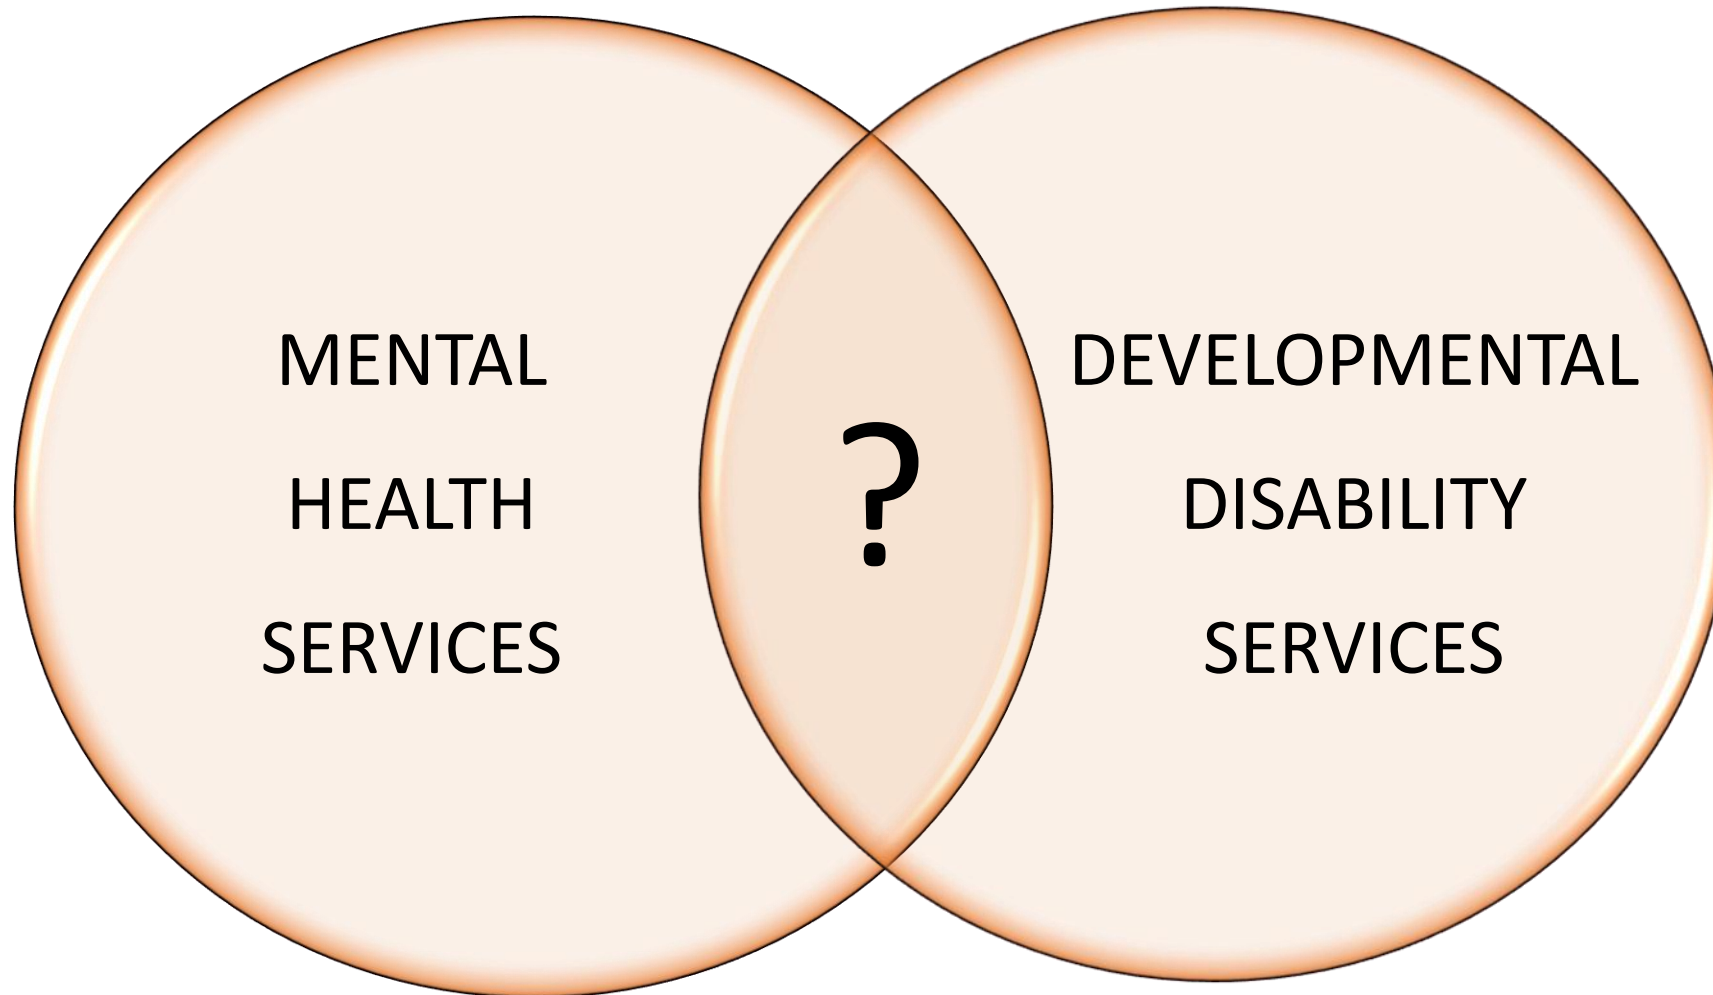 MENTAL
HEALTH
SERVICES
?
DEVELOPMENTAL
DISABILITY
SERVICES